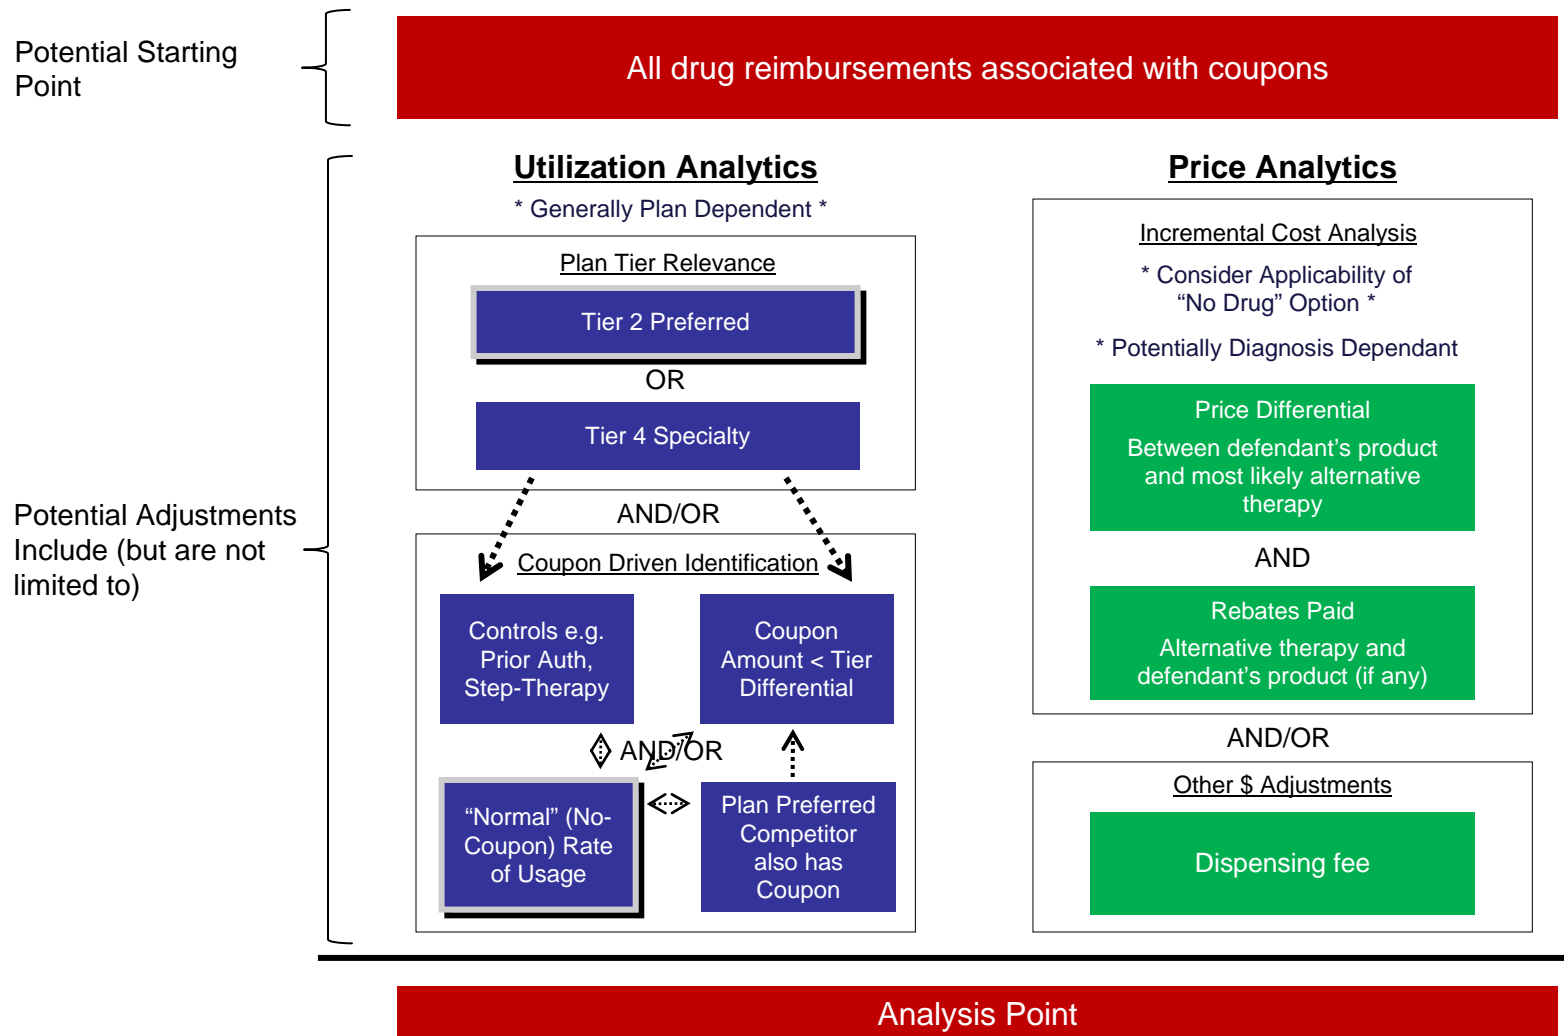 Potential Starting
Point
All drug reimbursements associated with coupons
Utilization Analytics
* Generally Plan Dependent *
Plan Tier Relevance
Tier 2 Preferred
OR
Tier 4 Specialty
AND/OR
Coupon Driven Identification
Controls e.g.
Prior Auth,
Step-Therapy
Coupon
Amount < Tier
Differential
AND/OR
“Normal” (No-
Coupon) Rate
of Usage
Plan Preferred
Competitor
also has
Coupon
Price Analytics
Incremental Cost Analysis
* Consider Applicability of
“No Drug” Option *
* Potentially Diagnosis Dependant
Price Differential
Between defendant’s product
and most likely alternative
therapy
AND
Rebates Paid
Alternative therapy and
defendant’s product (if any)
AND/OR
Other $ Adjustments
Dispensing fee
Potential Adjustments
Include (but are not
limited to)
Analysis Point